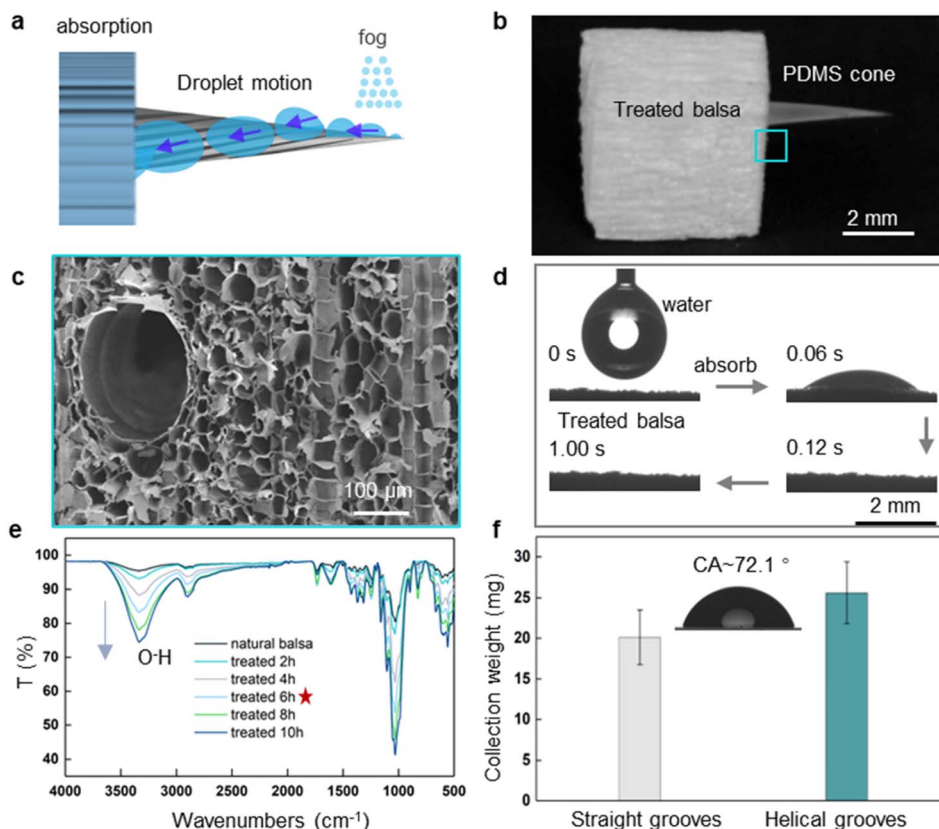 a
absorption
fog
Droplet motion
b
PDMS cone
Treated balsa
2 mm
c
100 µm
d
water
0 s
absorb
0.06 s
Treated balsa
1.00 s
0.12 s
2 mm
e
100
90
80
70
60
50
40
T (%)
O-H
natural balsa
treated 2h
treated 4h
treated 6h
treated 8h
treated 10h
4000 3500 3000 2500 2000 1500 1000 500
Wavenumbers (cm⁻¹)
f
30
25
20
15
10
5
0
Collection weight (mg)
CA~72.1 °
Straight grooves Helical grooves